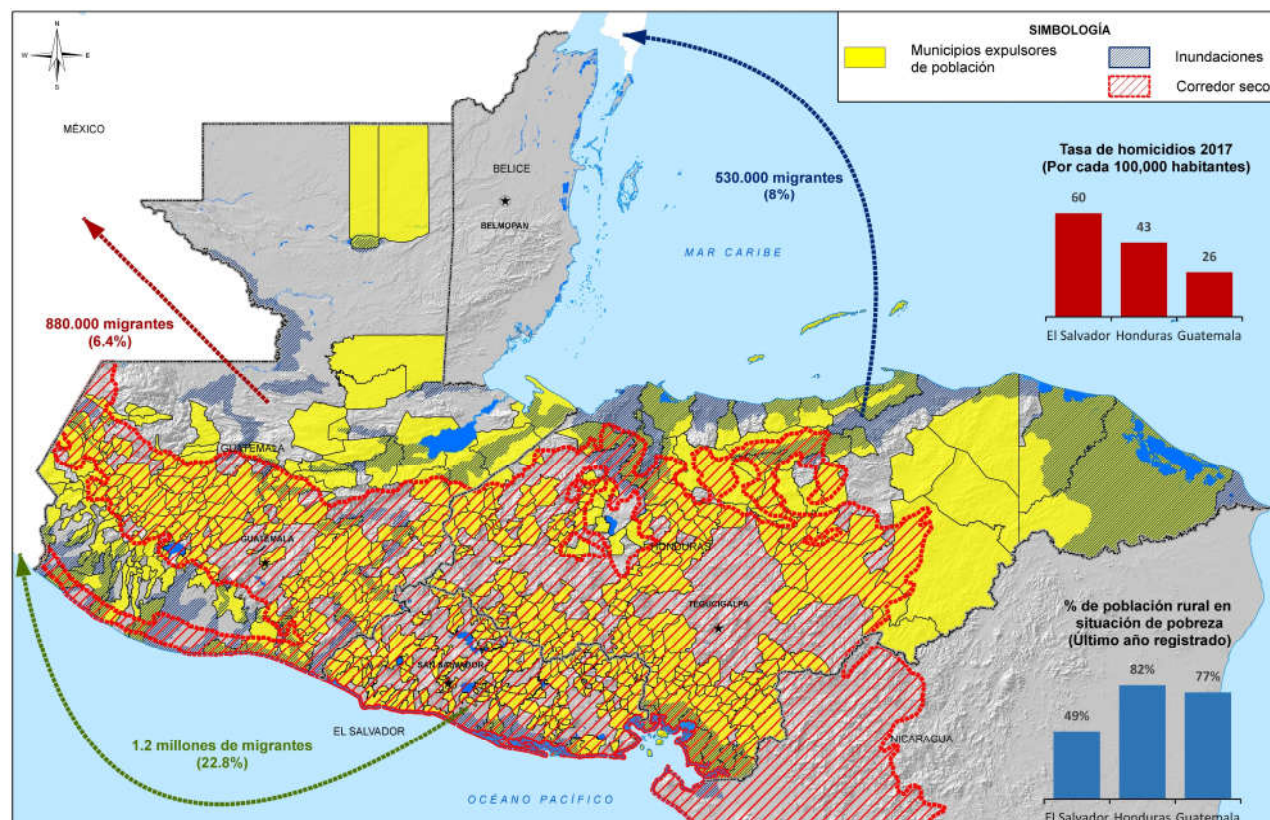 N
W
E
S
SIMBOLOGÍA
Municipios expulsores
de población
Inundaciones
Corredor seco
MÉXICO
BELICE
BELMOPAN
530.000 migrantes
(8%)
MAR CARIBE
Tasa de homicidios 2017
(Por cada 100,000 habitantes)
60
43
26
El Salvador Honduras Guatemala
880.000 migrantes
(6.4%)
GUATEMALA
GUATEMALA
HONDURAS
TEGUCIGALPA
SAN SALVADOR
EL SALVADOR
NICARAGUA
1.2 millones de migrantes
(22.8%)
OCÉANO PACÍFICO
% de población rural en
situación de pobreza
(Último año registrado)
49%
82%
77%
El Salvador Honduras Guatemala